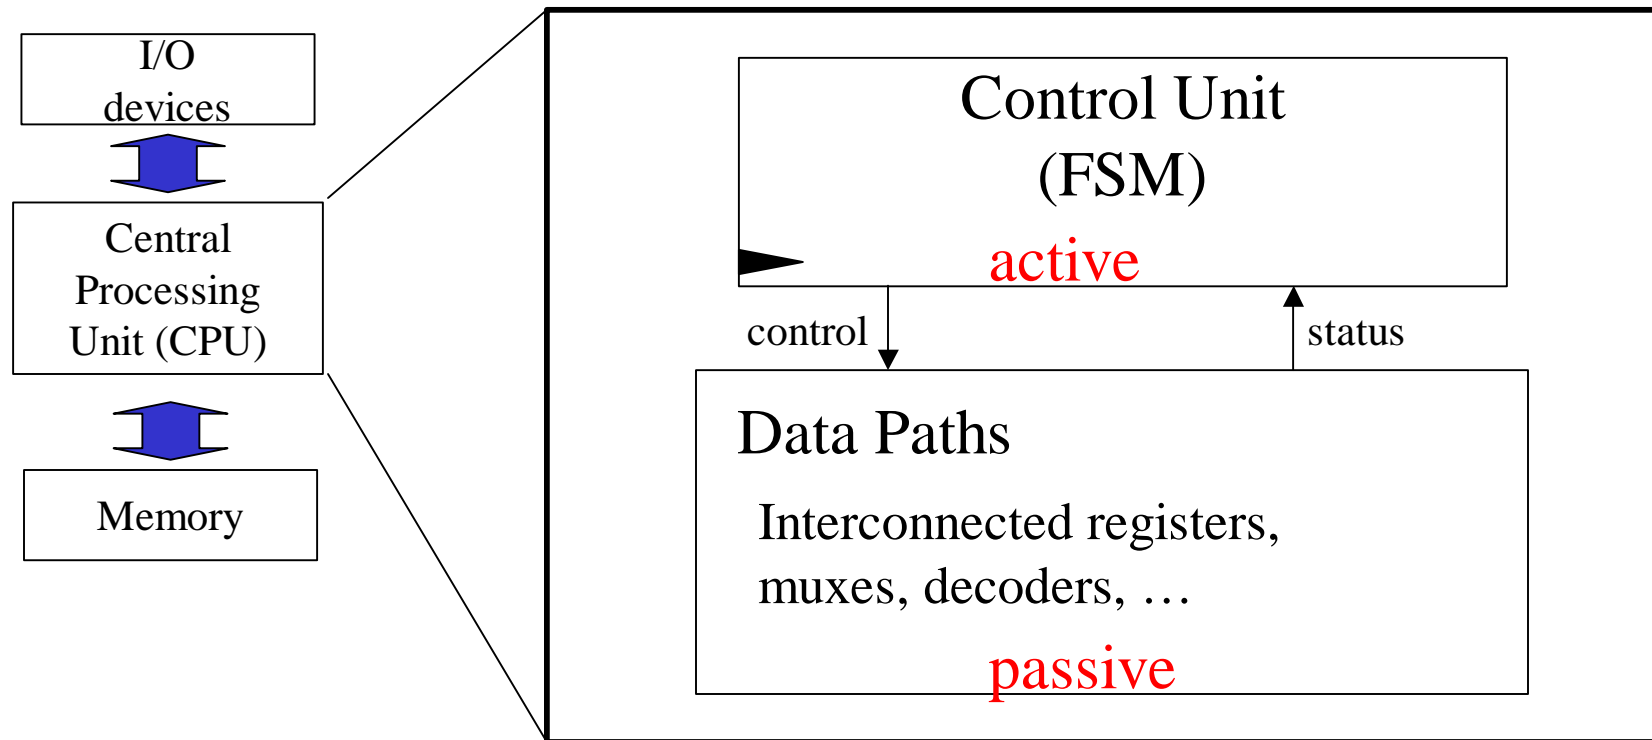 I/O
devices
Central
Processing
Unit (CPU)
Memory
Control Unit
(FSM)
active
control
status
Data Paths
Interconnected registers,
muxes, decoders, …
passive